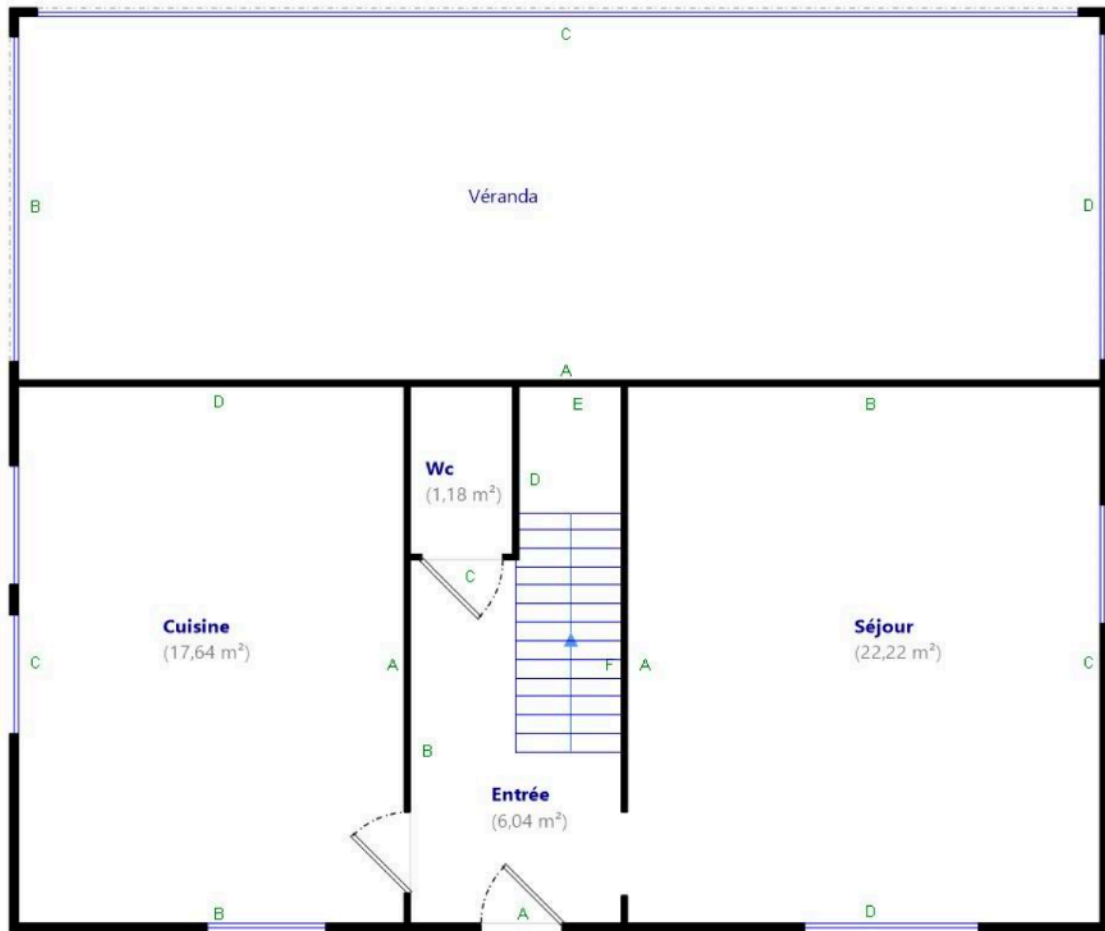 C
Véranda
B
D
A
D
E
B
Wc
(1,18 m²)
D
C
Cuisine
(17,64 m²)
Séjour
(22,22 m²)
C
A
F
A
C
B
Entrée
(6,04 m²)
B
A
D